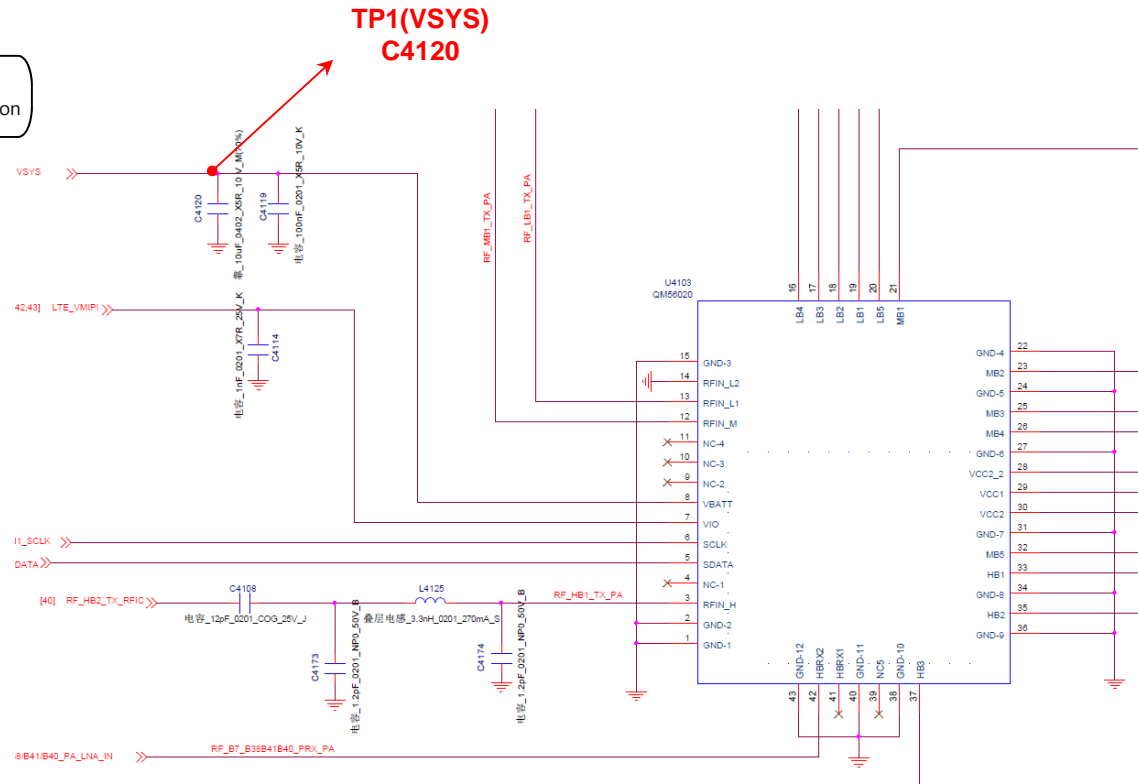 TP1(VSYS)
C4120
on
VSYS
C4120
C4119
电容_100nF_0201_X5R_10V_K
42,43]
LTE_VMIPI
电容_1nF_0201_X7R_25V_K
C4114
RF_MB1_TX_PA
RF_LB1_TX_PA
U4103
QM56020
16
17
18
19
20
21
LB4
LB3
LB2
LB1
LB5
MB1
15
GND-3
14
RFIN_L2
13
RFIN_L1
12
RFIN_M
11
NC-4
10
NC-3
9
NC-2
8
VBATT
7
VIO
6
SCLK
5
SDATA
4
NC-1
3
RFIN_H
2
GND-2
1
GND-1
GND-4
22
MB2
23
GND-5
24
MB3
25
MB4
26
GND-6
27
VCC2_2
28
VCC1
29
VCC2
30
GND-7
31
MB5
32
HB1
33
GND-8
34
HB2
35
GND-9
36
GND-12
HBRX2
HBRX1
GND-11
NC5
GND-10
HB3
43
42
41
40
39
38
37
I1_SCLK
DATA
[40]
RF_HB2_TX_RFIC
C4108
电容_12pF_0201_COG_25V_J
L4125
叠层电感_3.3nH_0201_270mA_S
RF_HB1_TX_PA
C4173
电容_1.2pF_0201_NP0_50V_B
C4174
电容_1.2pF_0201_NP0_50V_B
RF_B7_B38B41B40_PRX_PA
/B41/B40_PA_LNA_IN